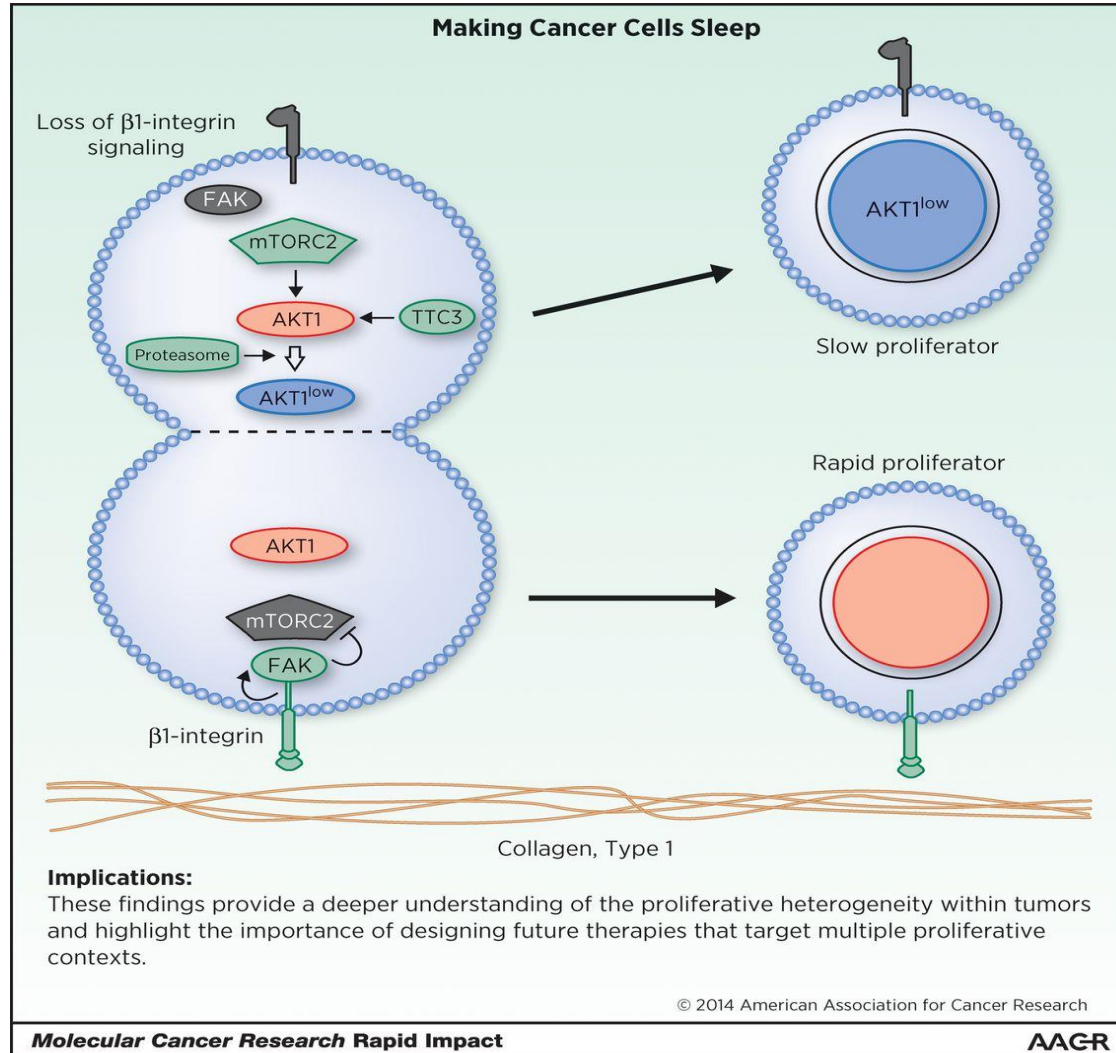 Making Cancer Cells Sleep
Loss of β1-integrin
signaling
FAK
mTORC2
AKT1
TTC3
Proteasome
AKT1low
AKT1
mTORC2
FAK
β1-integrin
AKT1low
Slow proliferator
Rapid proliferator
Collagen, Type 1
Implications:
These findings provide a deeper understanding of the proliferative heterogeneity within tumors
and highlight the importance of designing future therapies that target multiple proliferative
contexts.
© 2014 American Association for Cancer Research
Molecular Cancer Research Rapid Impact
AACR